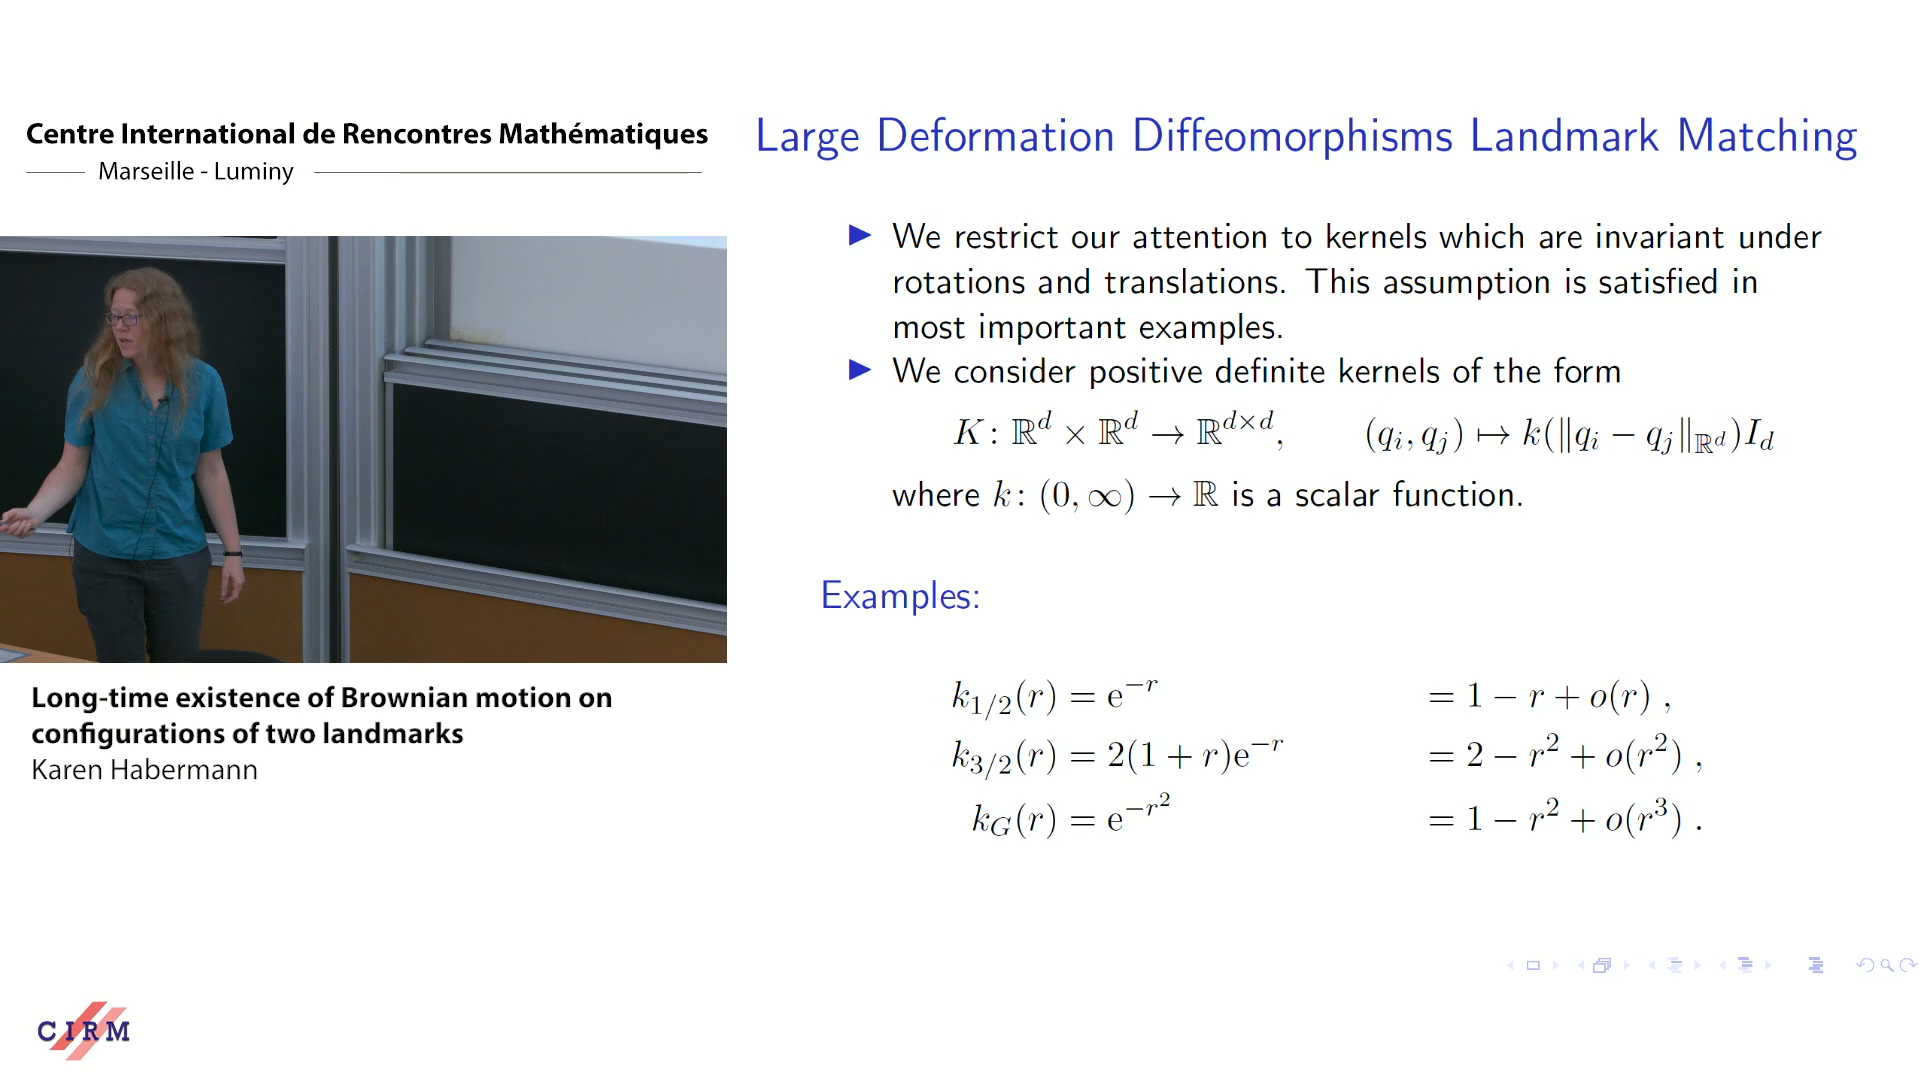 Centre International de Rencontres Mathématiques
Marseille - Luminy
Large Deformation Diffeomorphisms Landmark Matching
▶ We restrict our attention to kernels which are invariant under
rotations and translations. This assumption is satisfied in
most important examples.
▶ We consider positive definite kernels of the form
K: ℝ^d × ℝ^d → ℝ^{d×d}, (q_i, q_j) ↦ k(‖q_i − q_j‖_{ℝ^d})I_d
where k: (0, ∞) → ℝ is a scalar function.
Examples:
k_{1/2}(r) = e^{−r} = 1 − r + o(r) ,
k_{3/2}(r) = 2(1 + r)e^{−r} = 2 − r^2 + o(r^2) ,
k_G(r) = e^{−r^2} = 1 − r^2 + o(r^3) .
Long-time existence of Brownian motion on
configurations of two landmarks
Karen Habermann
CIRM